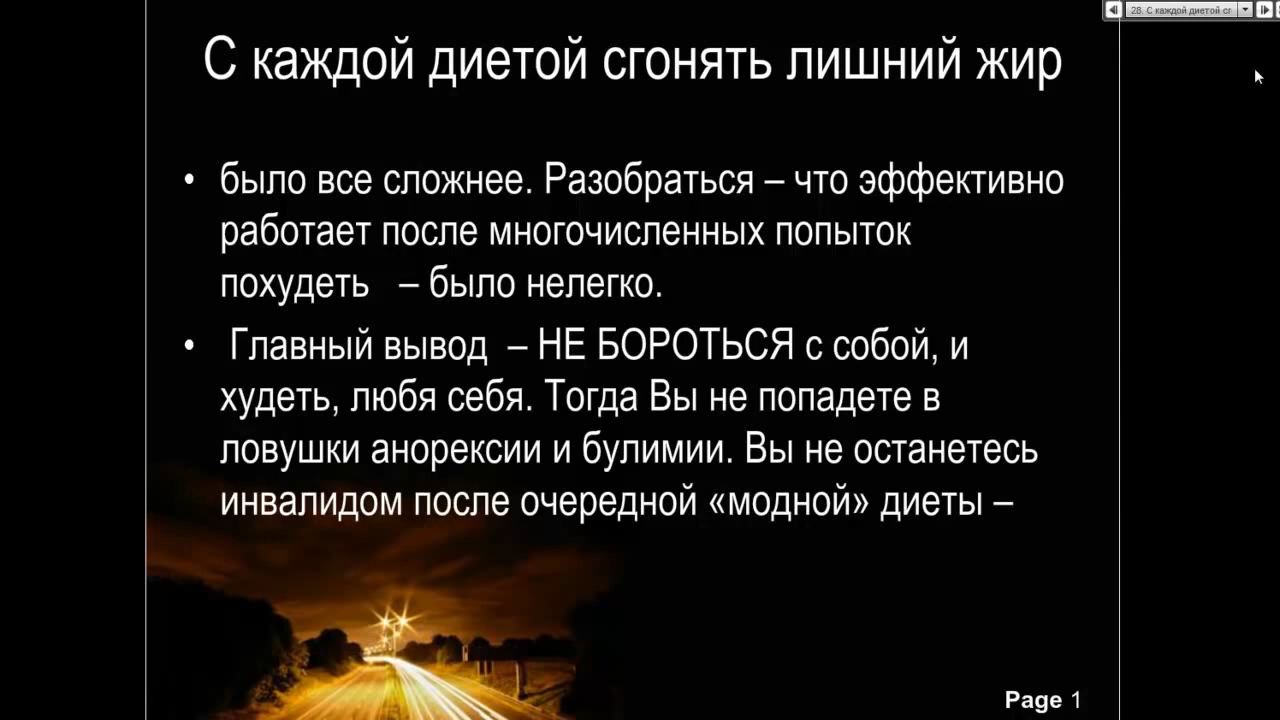 28. С каждой диетой сг
С каждой диетой сгонять лишний жир
• было все сложнее. Разобраться – что эффективно
работает после многочисленных попыток
похудеть – было нелегко.
• Главный вывод – НЕ БОРОТЬСЯ с собой, и
худеть, любя себя. Тогда Вы не попадете в
ловушки анорексии и булимии. Вы не останетесь
инвалидом после очередной «модной» диеты –
Page 1